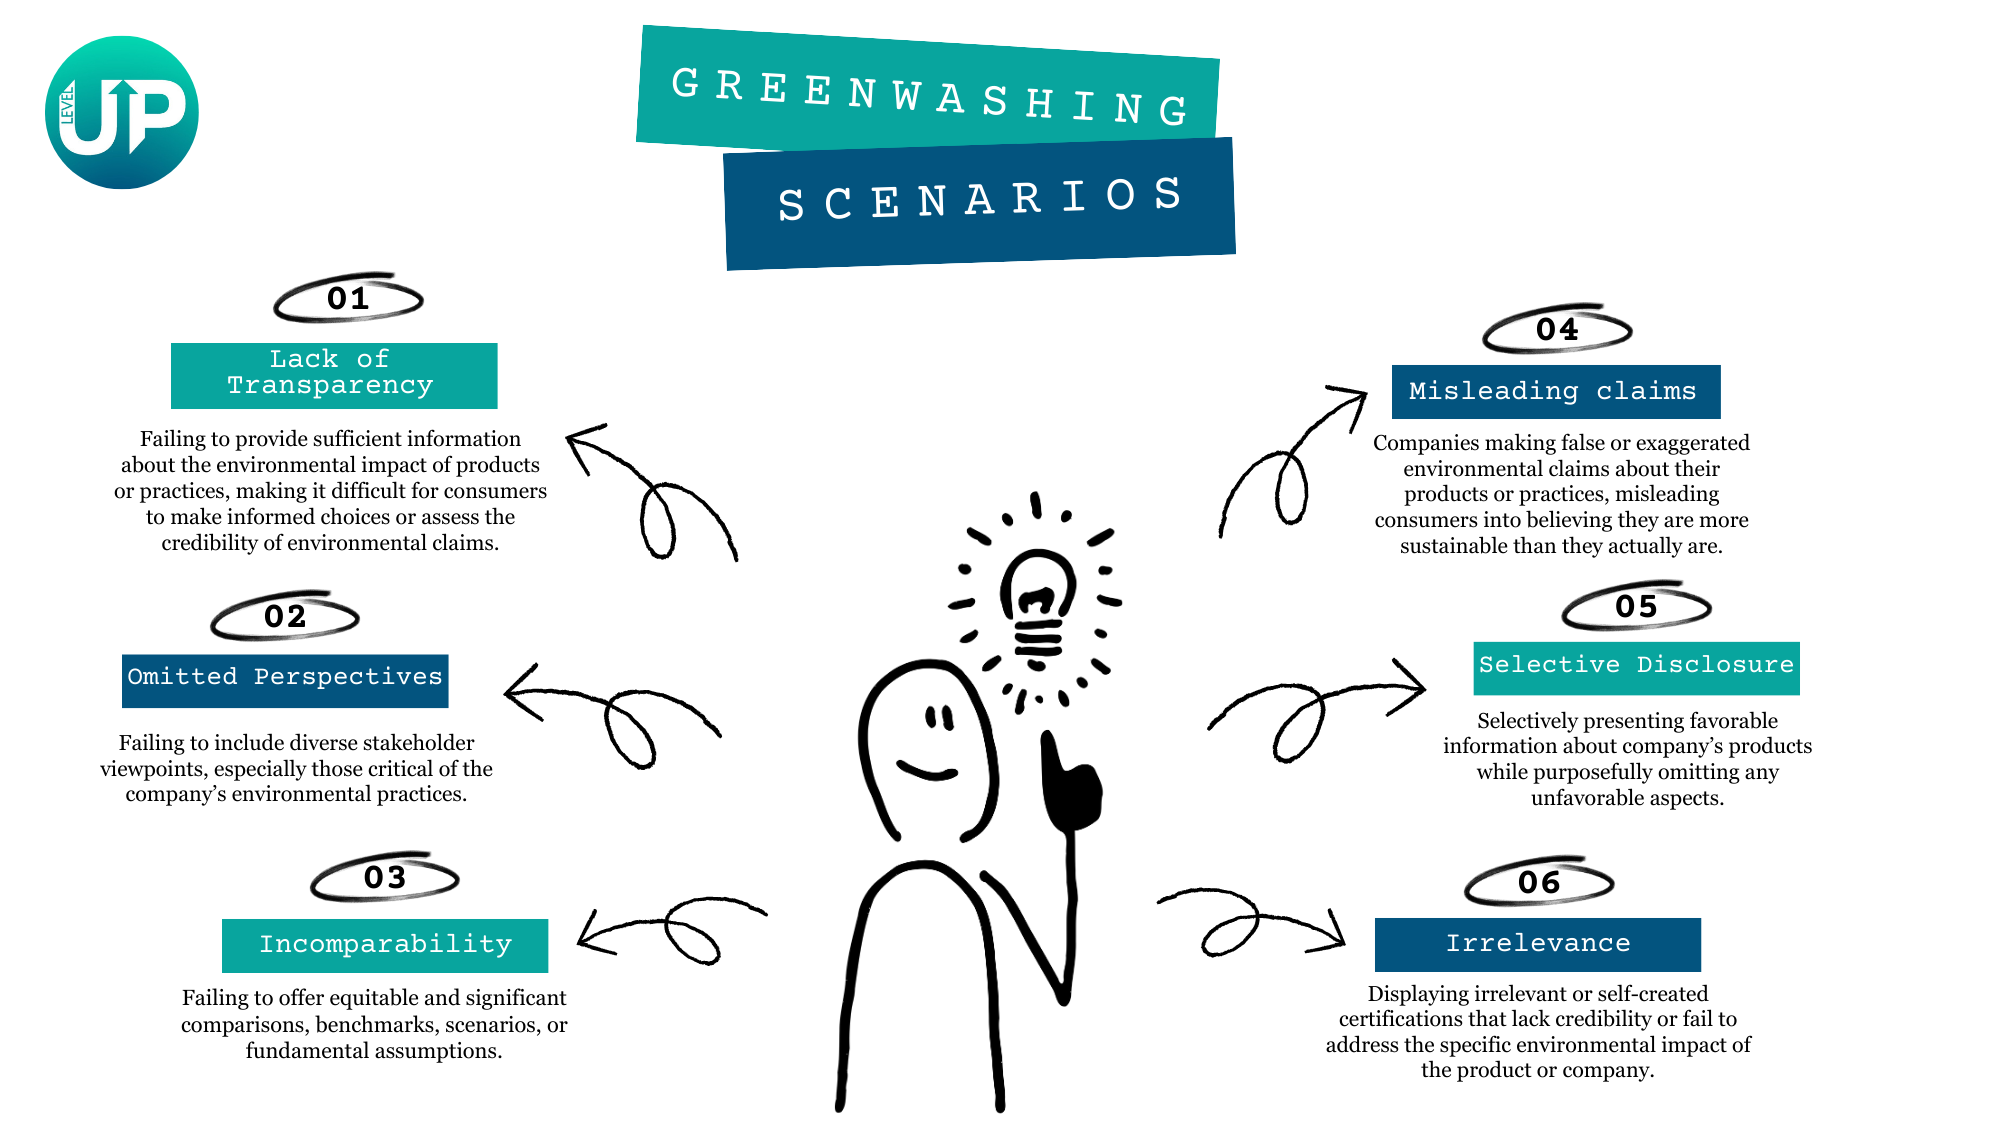 LEVEL
UP
GREENWASHING
SCENARIOS
01
Lack of
Transparency
Failing to provide sufficient information
about the environmental impact of products
or practices, making it difficult for consumers
to make informed choices or assess the
credibility of environmental claims.
02
Omitted Perspectives
Failing to include diverse stakeholder
viewpoints, especially those critical of the
company’s environmental practices.
03
Incomparability
Failing to offer equitable and significant
comparisons, benchmarks, scenarios, or
fundamental assumptions.
04
Misleading claims
Companies making false or exaggerated
environmental claims about their
products or practices, misleading
consumers into believing they are more
sustainable than they actually are.
05
Selective Disclosure
Selectively presenting favorable
information about company’s products
while purposefully omitting any
unfavorable aspects.
06
Irrelevance
Displaying irrelevant or self-created
certifications that lack credibility or fail to
address the specific environmental impact of
the product or company.